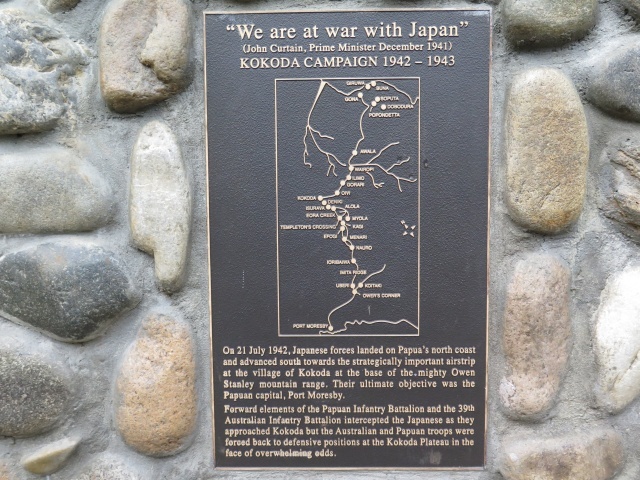 “We are at war with Japan”
(John Curtain, Prime Minister December 1941)
KOKODA CAMPAIGN 1942 – 1943
GIRUWA
BUNA
GONA
SOPUTA
DOBODURA
POPONDETTA
AWALA
WAIROPI
ILIMO
GORARI
OIVI
KOKODA
DENIKI
ISURAVA
ALOLA
EORA CREEK
MYOLA
TEMPLETON'S CROSSING
KAGI
EFOGI
MENARI
NAURO
IORIBAIWA
IMITA RIDGE
UBERI
KOITAKI
OWER'S CORNER
PORT MORESBY
On 21 July 1942, Japanese forces landed on Papua's north coast
and advanced south towards the strategically important airstrip
at the village of Kokoda at the base of the mighty Owen
Stanley mountain range. Their ultimate objective was the
Papuan capital, Port Moresby.
Forward elements of the Papuan Infantry Battalion and the 39th
Australian Infantry Battalion intercepted the Japanese as they
approached Kokoda but the Australian and Papuan troops were
forced back to defensive positions at the Kokoda Plateau in the
face of overwhelming odds.